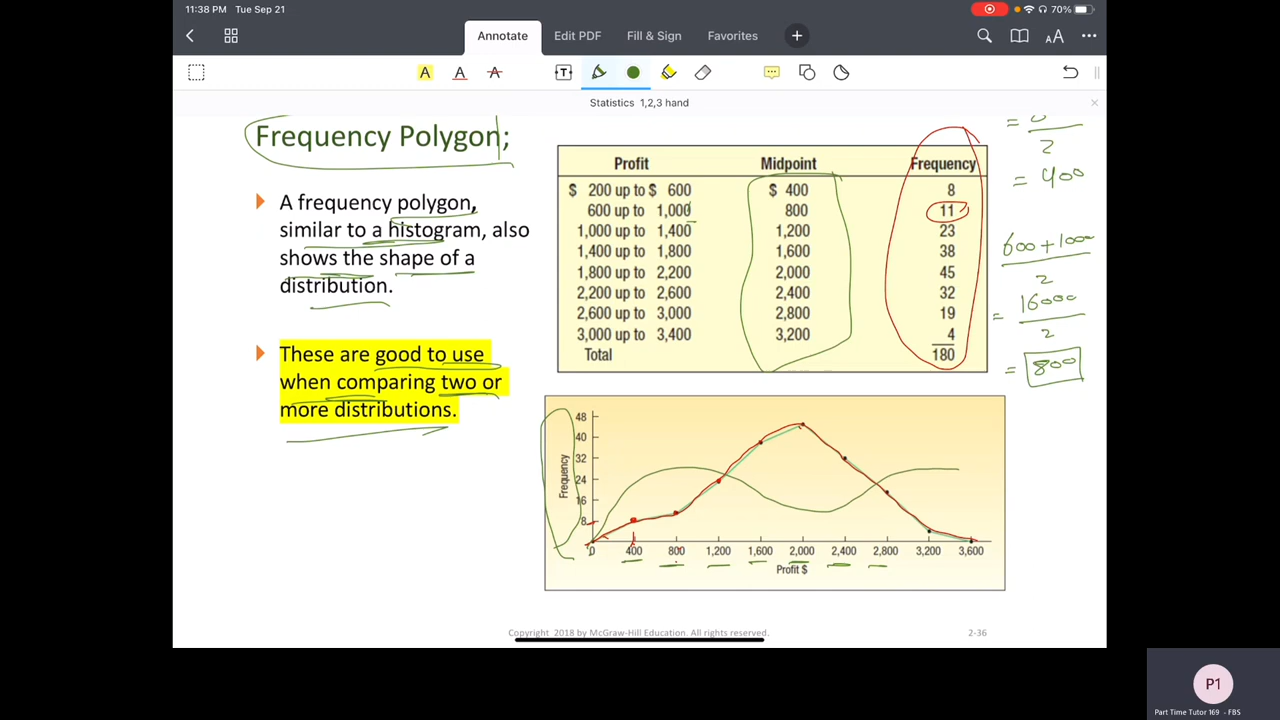 11:38 PM Tue Sep 21
70%
Annotate Edit PDF Fill & Sign Favorites
Statistics 1,2,3 hand
Frequency Polygon;
A frequency polygon,
similar to a histogram, also
shows the shape of a
distribution.
These are good to use
when comparing two or
more distributions.
Profit Midpoint Frequency
$ 200 up to $ 600 $ 400 8
600 up to 1,000 800 11
1,000 up to 1,400 1,200 23
1,400 up to 1,800 1,600 38
1,800 up to 2,200 2,000 45
2,200 up to 2,600 2,400 32
2,600 up to 3,000 2,800 19
3,000 up to 3,400 3,200 4
Total 180
=
2
= 400
600 + 1000
2
= 16000
2
= 800
Frequency
48
40
32
24
16
8
0 400 800 1,200 1,600 2,000 2,400 2,800 3,200 3,600
Profit $
Copyright 2018 by McGraw-Hill Education. All rights reserved.
2-36
P1
Part Time Tutor 169 - FBS